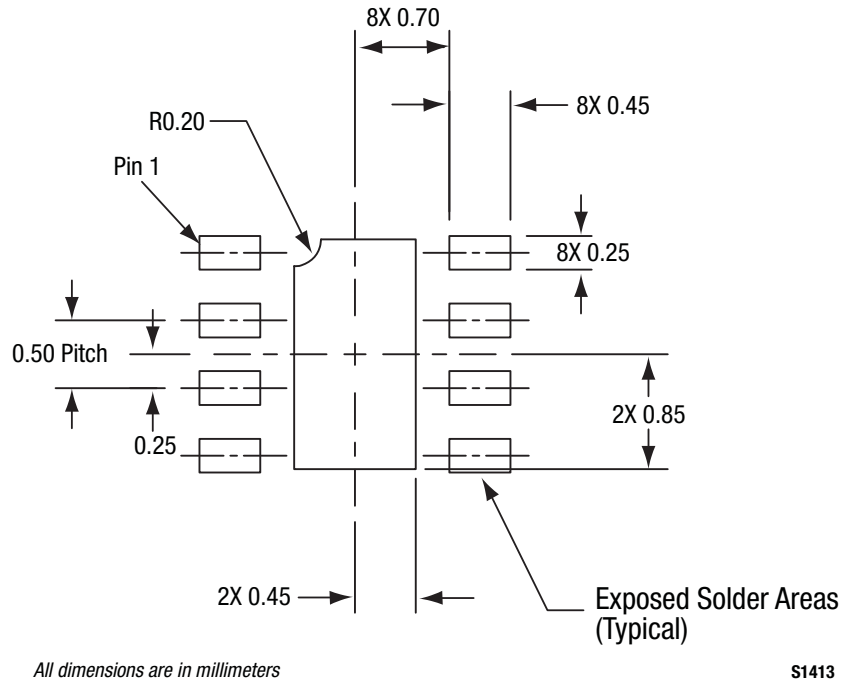 8X 0.70
8X 0.45
R0.20
Pin 1
8X 0.25
0.50 Pitch
2X 0.85
0.25
2X 0.45
Exposed Solder Areas
(Typical)
All dimensions are in millimeters
S1413